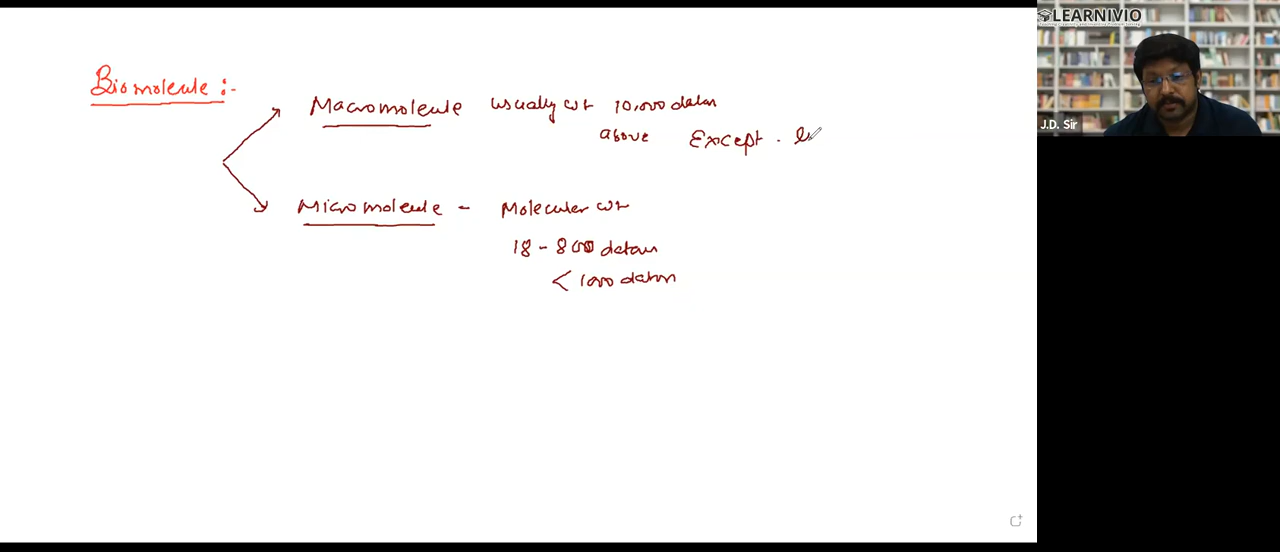 Biomolecule :-
Macromolecule usually wt 10,000 dalton
above Except .
Micromolecule - Molecular wt
18 - 800 dalton
< 1000 dalton
LEARNIVIO
J.D. Sir